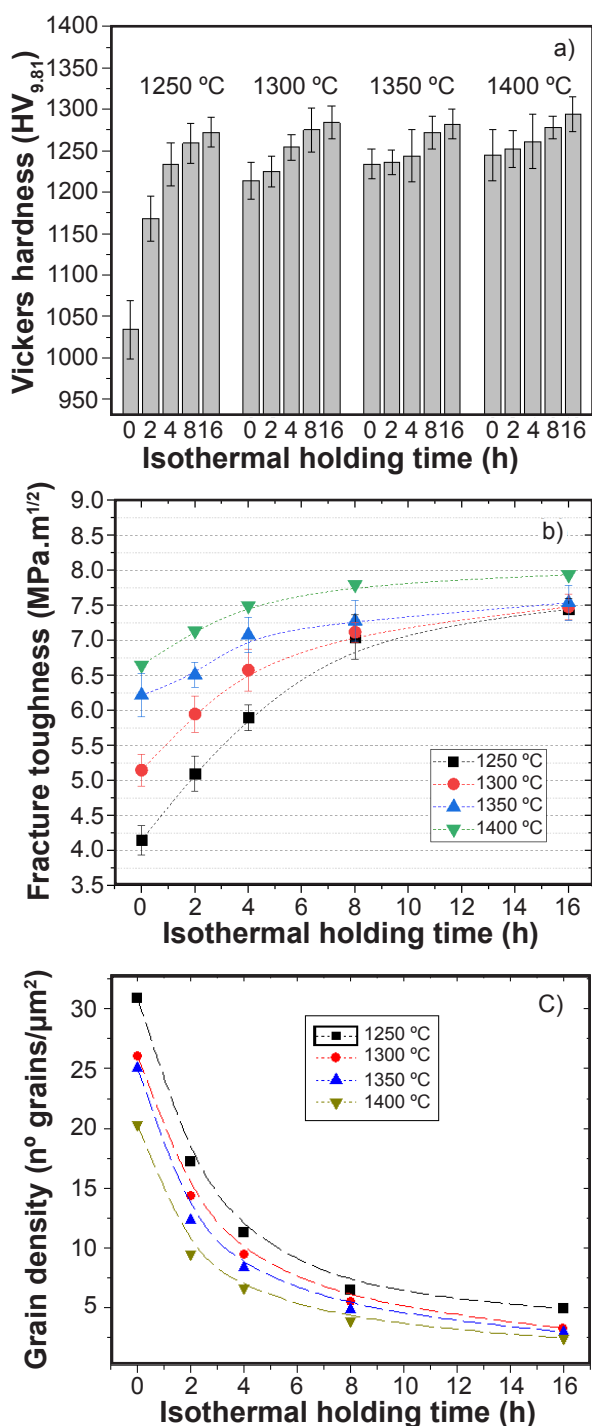 a)
Vickers hardness (HV9.81)
1400
1350
1300
1250
1200
1150
1100
1050
1000
950
1250 ºC 1300 ºC 1350 ºC 1400 ºC
0 2 4 8 16 0 2 4 8 16 0 2 4 8 16 0 2 4 8 16
Isothermal holding time (h)
b)
Fracture toughness (MPa.m1/2)
9.0
8.5
8.0
7.5
7.0
6.5
6.0
5.5
5.0
4.5
4.0
3.5
1250 ºC
1300 ºC
1350 ºC
1400 ºC
0 2 4 6 8 10 12 14 16
Isothermal holding time (h)
C)
Grain density (nº grains/µm²)
30
25
20
15
10
5
1250 ºC
1300 ºC
1350 ºC
1400 ºC
0 2 4 6 8 10 12 14 16
Isothermal holding time (h)